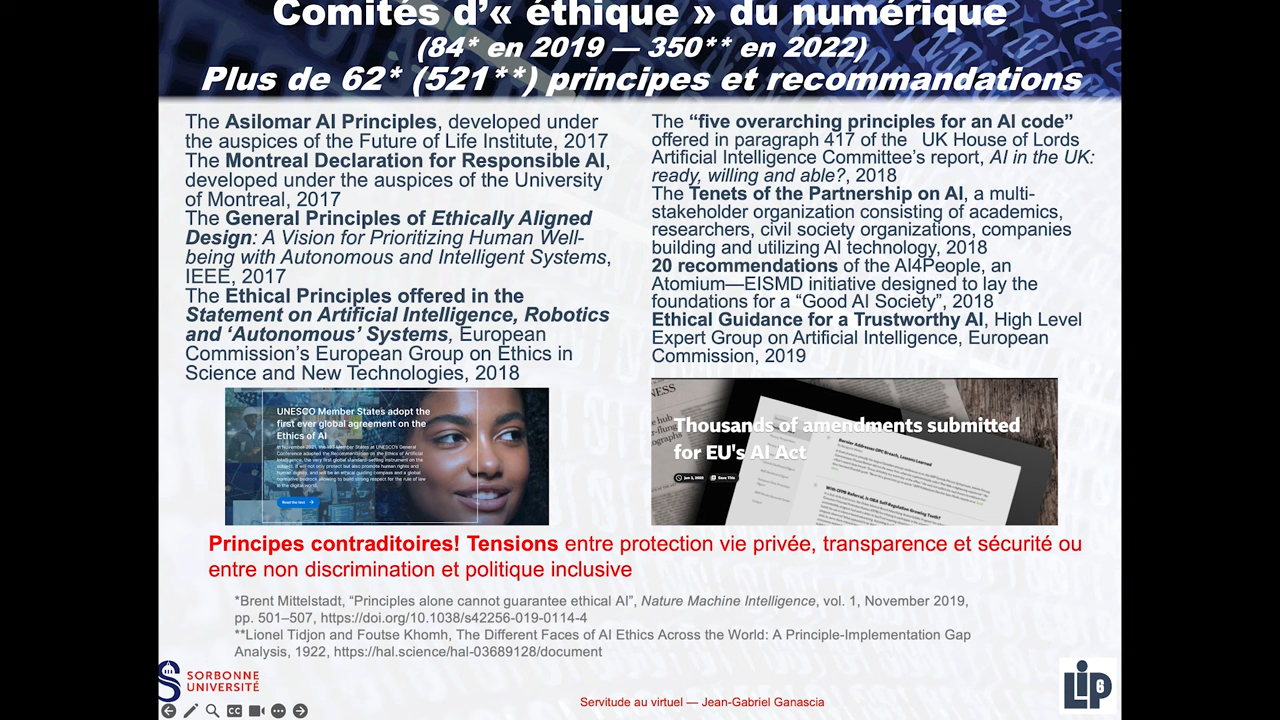 Comités d’« éthique » du numérique
(84* en 2019 — 350** en 2022)
Plus de 62* (521**) principes et recommandations
The Asilomar AI Principles, developed under
the auspices of the Future of Life Institute, 2017
The Montreal Declaration for Responsible AI,
developed under the auspices of the University
of Montreal, 2017
The General Principles of Ethically Aligned
Design: A Vision for Prioritizing Human Well-
being with Autonomous and Intelligent Systems,
IEEE, 2017
The Ethical Principles offered in the
Statement on Artificial Intelligence, Robotics
and ‘Autonomous’ Systems, European
Commission’s European Group on Ethics in
Science and New Technologies, 2018
The “five overarching principles for an AI code”
offered in paragraph 417 of the UK House of Lords
Artificial Intelligence Committee’s report, AI in the UK:
ready, willing and able?, 2018
The Tenets of the Partnership on AI, a multi-
stakeholder organization consisting of academics,
researchers, civil society organizations, companies
building and utilizing AI technology, 2018
20 recommendations of the AI4People, an
Atomium—EISMD initiative designed to lay the
foundations for a “Good AI Society”, 2018
Ethical Guidance for a Trustworthy AI, High Level
Expert Group on Artificial Intelligence, European
Commission, 2019
UNESCO Member States adopt the
first ever global agreement on the
Ethics of AI
Read the text
Thousands of amendments submitted
for EU's AI Act
Jun 3, 2022 Save This
Principes contraditoires! Tensions entre protection vie privée, transparence et sécurité ou
entre non discrimination et politique inclusive
*Brent Mittelstadt, “Principles alone cannot guarantee ethical AI”, Nature Machine Intelligence, vol. 1, November 2019,
pp. 501–507, https://doi.org/10.1038/s42256-019-0114-4
**Lionel Tidjon and Foutse Khomh, The Different Faces of AI Ethics Across the World: A Principle-Implementation Gap
Analysis, 1922, https://hal.science/hal-03689128/document
SORBONNE
UNIVERSITÉ
CC
Servitude au virtuel — Jean-Gabriel Ganascia
LIP6